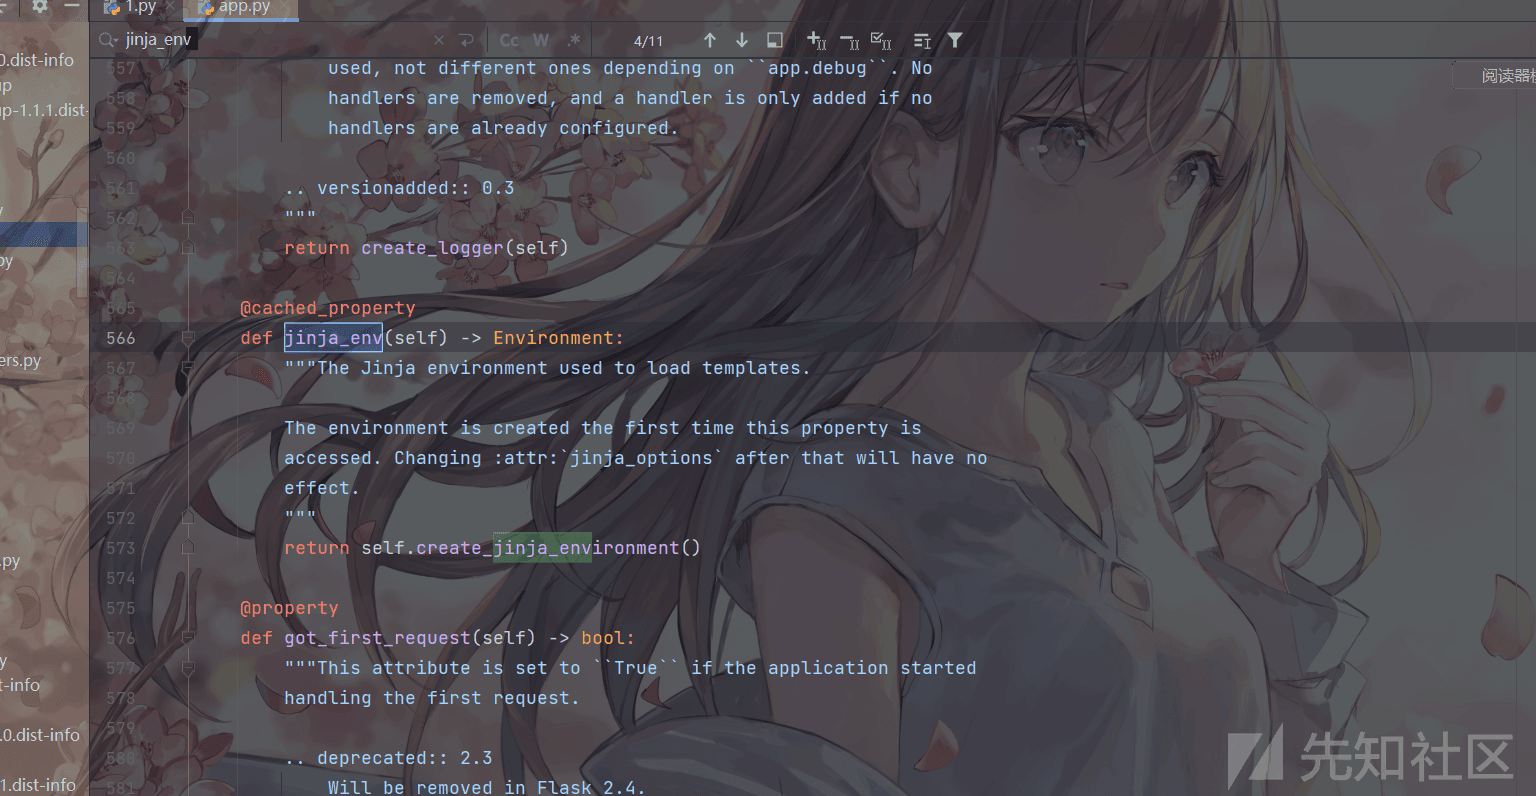 1.py
app.py
jinja_env
Cc W .* 4/11
阅读器模
0.dist-info
up-1.1.1.dist-
ers.py
.py
t-info
.0.dist-info
1.dist-info
557 used, not different ones depending on ``app.debug``. No
558 handlers are removed, and a handler is only added if no
559 handlers are already configured.
560
561 .. versionadded:: 0.3
562 """
563 return create_logger(self)
564
565 @cached_property
566 def jinja_env(self) -> Environment:
567 """The Jinja environment used to load templates.
568
569 The environment is created the first time this property is
570 accessed. Changing :attr:`jinja_options` after that will have no
571 effect.
572 """
573 return self.create_jinja_environment()
574
575 @property
576 def got_first_request(self) -> bool:
577 """This attribute is set to ``True`` if the application started
578 handling the first request.
579
580 .. deprecated:: 2.3
581 Will be removed in Flask 2.4.
先知社区